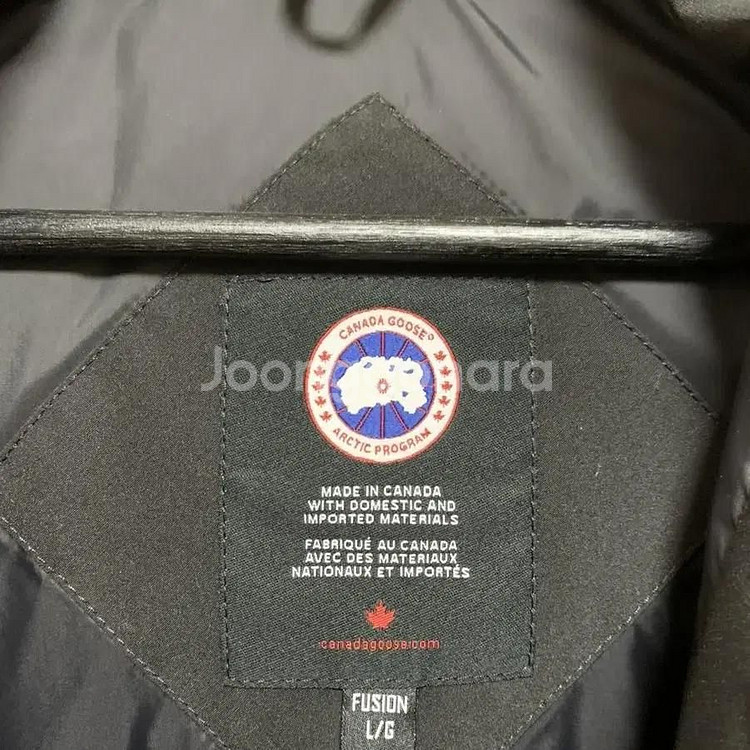 CANADA GOOSE®
ARCTIC PROGRAM
MADE IN CANADA
WITH DOMESTIC AND
IMPORTED MATERIALS
FABRIQUÉ AU CANADA
AVEC DES MATERIAUX
NATIONAUX ET IMPORTÉS
canadagoose.com
FUSION
L/G